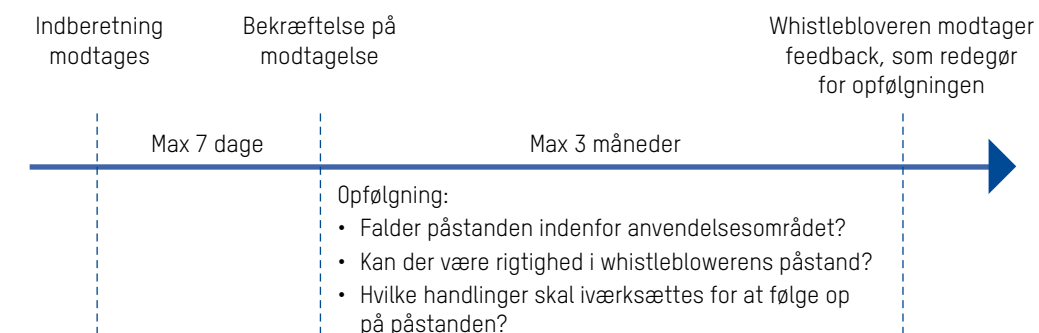 Indberetning
modtages
Bekræftelse på
modtagelse
Whistlebloveren modtager
feedback, som redegør
for opfølgningen
Max 7 dage
Max 3 måneder
Opfølgning:
• Falder påstanden indenfor anvendelsesområdet?
• Kan der være rigtighed i whistleblowerens påstand?
• Hvilke handlinger skal iværksættes for at følge op
på påstanden?